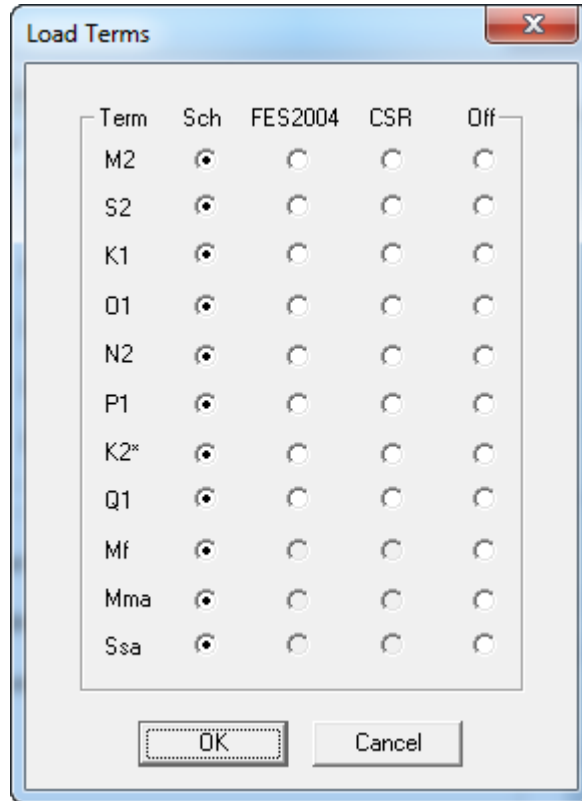 Load Terms
Term Sch FES2004 CSR Off
M2
S2
K1
O1
N2
P1
K2*
Q1
Mf
Mma
Ssa
OK Cancel